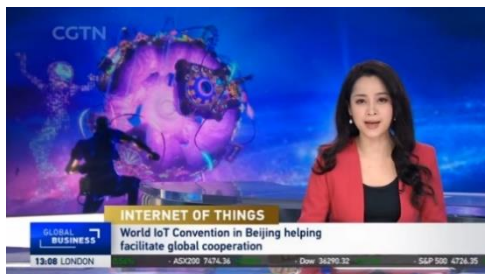 CGTN
INTERNET OF THINGS
World IoT Convention in Beijing helping
facilitate global cooperation
GLOBAL
BUSINESS
13:08 LONDON
ASX200 7474.36
Dow 36290.32
S&P 500 4726.35